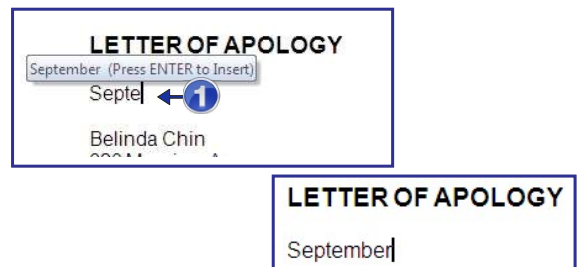 LETTER OF APOLOGY
September (Press ENTER to Insert)
Septe
1
Belinda Chin
LETTER OF APOLOGY
September